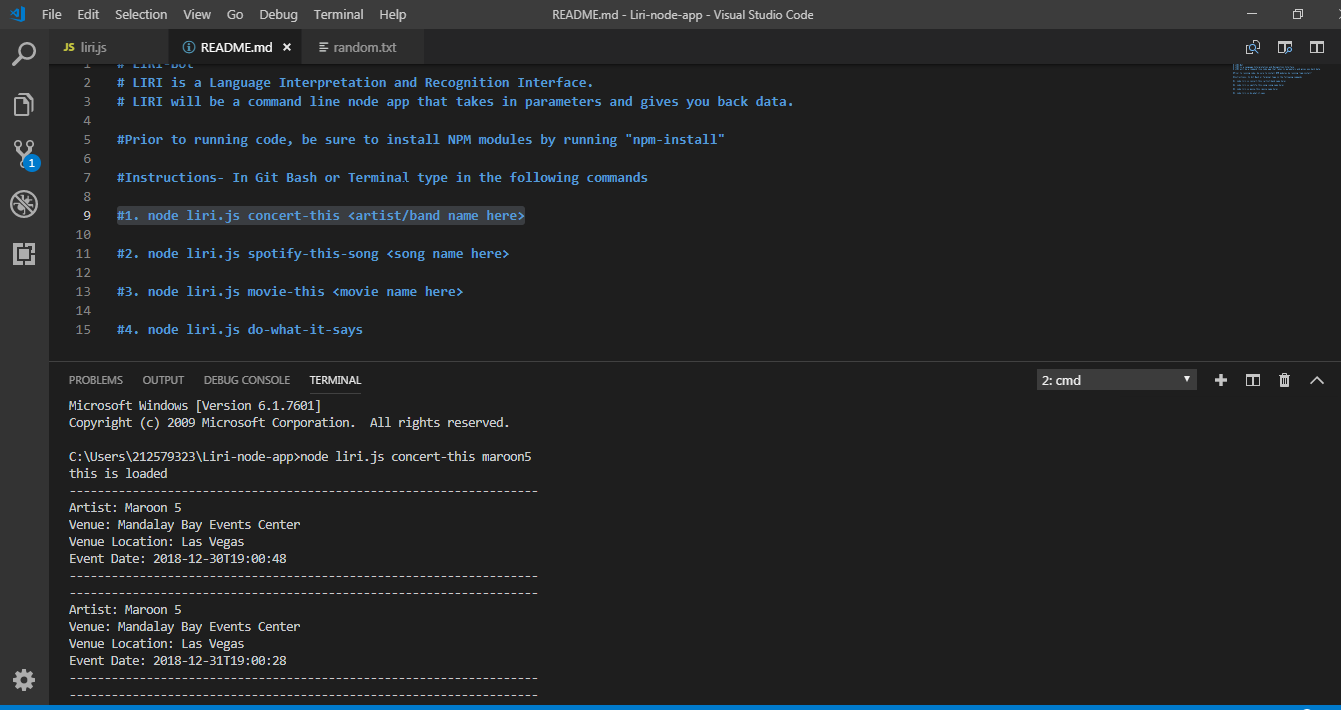 File Edit Selection View Go Debug Terminal Help README.md - Liri-node-app - Visual Studio Code
JS liri.js README.md random.txt
1 # LIRI-bot
2 # LIRI is a Language Interpretation and Recognition Interface.
3 # LIRI will be a command line node app that takes in parameters and gives you back data.
4
5 #Prior to running code, be sure to install NPM modules by running "npm-install"
6
7 #Instructions- In Git Bash or Terminal type in the following commands
8
9 #1. node liri.js concert-this <artist/band name here>
10
11 #2. node liri.js spotify-this-song <song name here>
12
13 #3. node liri.js movie-this <movie name here>
14
15 #4. node liri.js do-what-it-says
1
PROBLEMS OUTPUT DEBUG CONSOLE TERMINAL 2: cmd
Microsoft Windows [Version 6.1.7601]
Copyright (c) 2009 Microsoft Corporation.  All rights reserved.
C:\Users\212579323\Liri-node-app>node liri.js concert-this maroon5
this is loaded
-------------------------------------------------------------------
Artist: Maroon 5
Venue: Mandalay Bay Events Center
Venue Location: Las Vegas
Event Date: 2018-12-30T19:00:48
-------------------------------------------------------------------
-------------------------------------------------------------------
Artist: Maroon 5
Venue: Mandalay Bay Events Center
Venue Location: Las Vegas
Event Date: 2018-12-31T19:00:28
-------------------------------------------------------------------
-------------------------------------------------------------------